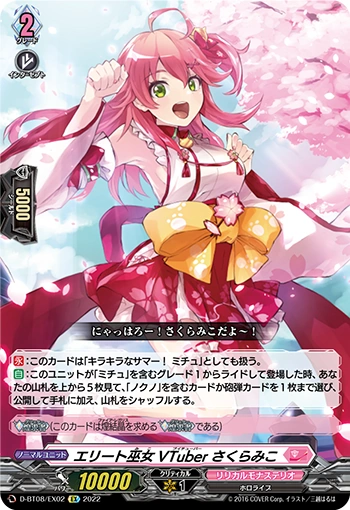 2
グレード
インターセプト
シールド
5000
にゃっはろー！さくらみこだよ〜！
永：このカードは「キラキラなサマー！ ミチュ」としても扱う。
自：このユニットが「ミチュ」を含むグレード1からライドして登場した時、あなた
の山札を上から5枚見て、「ノクノ」を含むカードか砲弾カードを1枚まで選び、
公開して手札に加え、山札をシャッフルする。
(このカードは
を求める
である)
ノーマルユニット
エリート巫女 VTuber さくらみこ
パワー
10000
クリティカル
1
リリカルモナステリオ
ホロライブ
D-BT08/EX02 EX 2022
© 2016 COVER Corp. イラスト／三越はるは